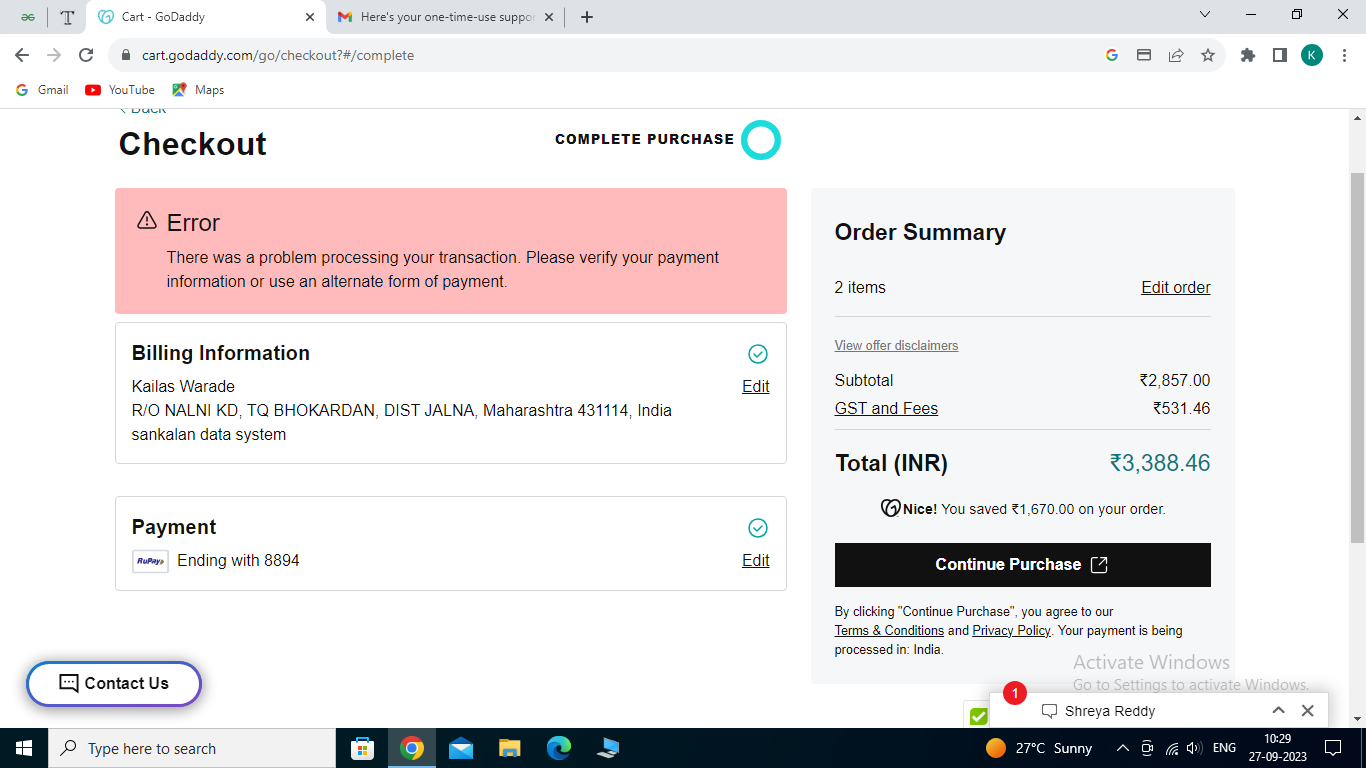 Cart - GoDaddy
Here's your one-time-use suppor
cart.godaddy.com/go/checkout?#/complete
K
Gmail
YouTube
Maps
Back
Checkout
COMPLETE PURCHASE
Error
There was a problem processing your transaction. Please verify your payment
information or use an alternate form of payment.
Billing Information
Kailas Warade
Edit
R/O NALNI KD, TQ BHOKARDAN, DIST JALNA, Maharashtra 431114, India
sankalan data system
Payment
RuPay
Ending with 8894
Edit
Contact Us
Order Summary
2 items
Edit order
View offer disclaimers
Subtotal
₹2,857.00
GST and Fees
₹531.46
Total (INR)
₹3,388.46
Nice! You saved ₹1,670.00 on your order.
Continue Purchase
By clicking "Continue Purchase", you agree to our
Terms & Conditions and Privacy Policy. Your payment is being
processed in: India.
Activate Windows
Go to Settings to activate Windows.
1
Shreya Reddy
Type here to search
27°C Sunny
ENG
10:29
27-09-2023